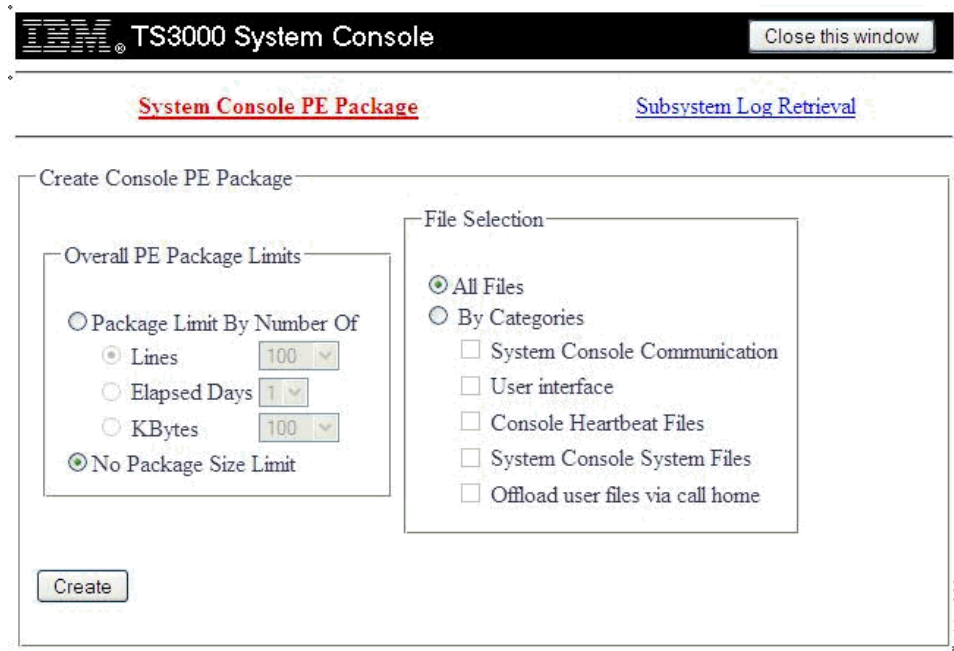 IBM® TS3000 System Console
Close this window
System Console PE Package
Subsystem Log Retrieval
Create Console PE Package
Overall PE Package Limits
Package Limit By Number Of
Lines 100
Elapsed Days 1
KBytes 100
No Package Size Limit
File Selection
All Files
By Categories
System Console Communication
User interface
Console Heartbeat Files
System Console System Files
Offload user files via call home
Create